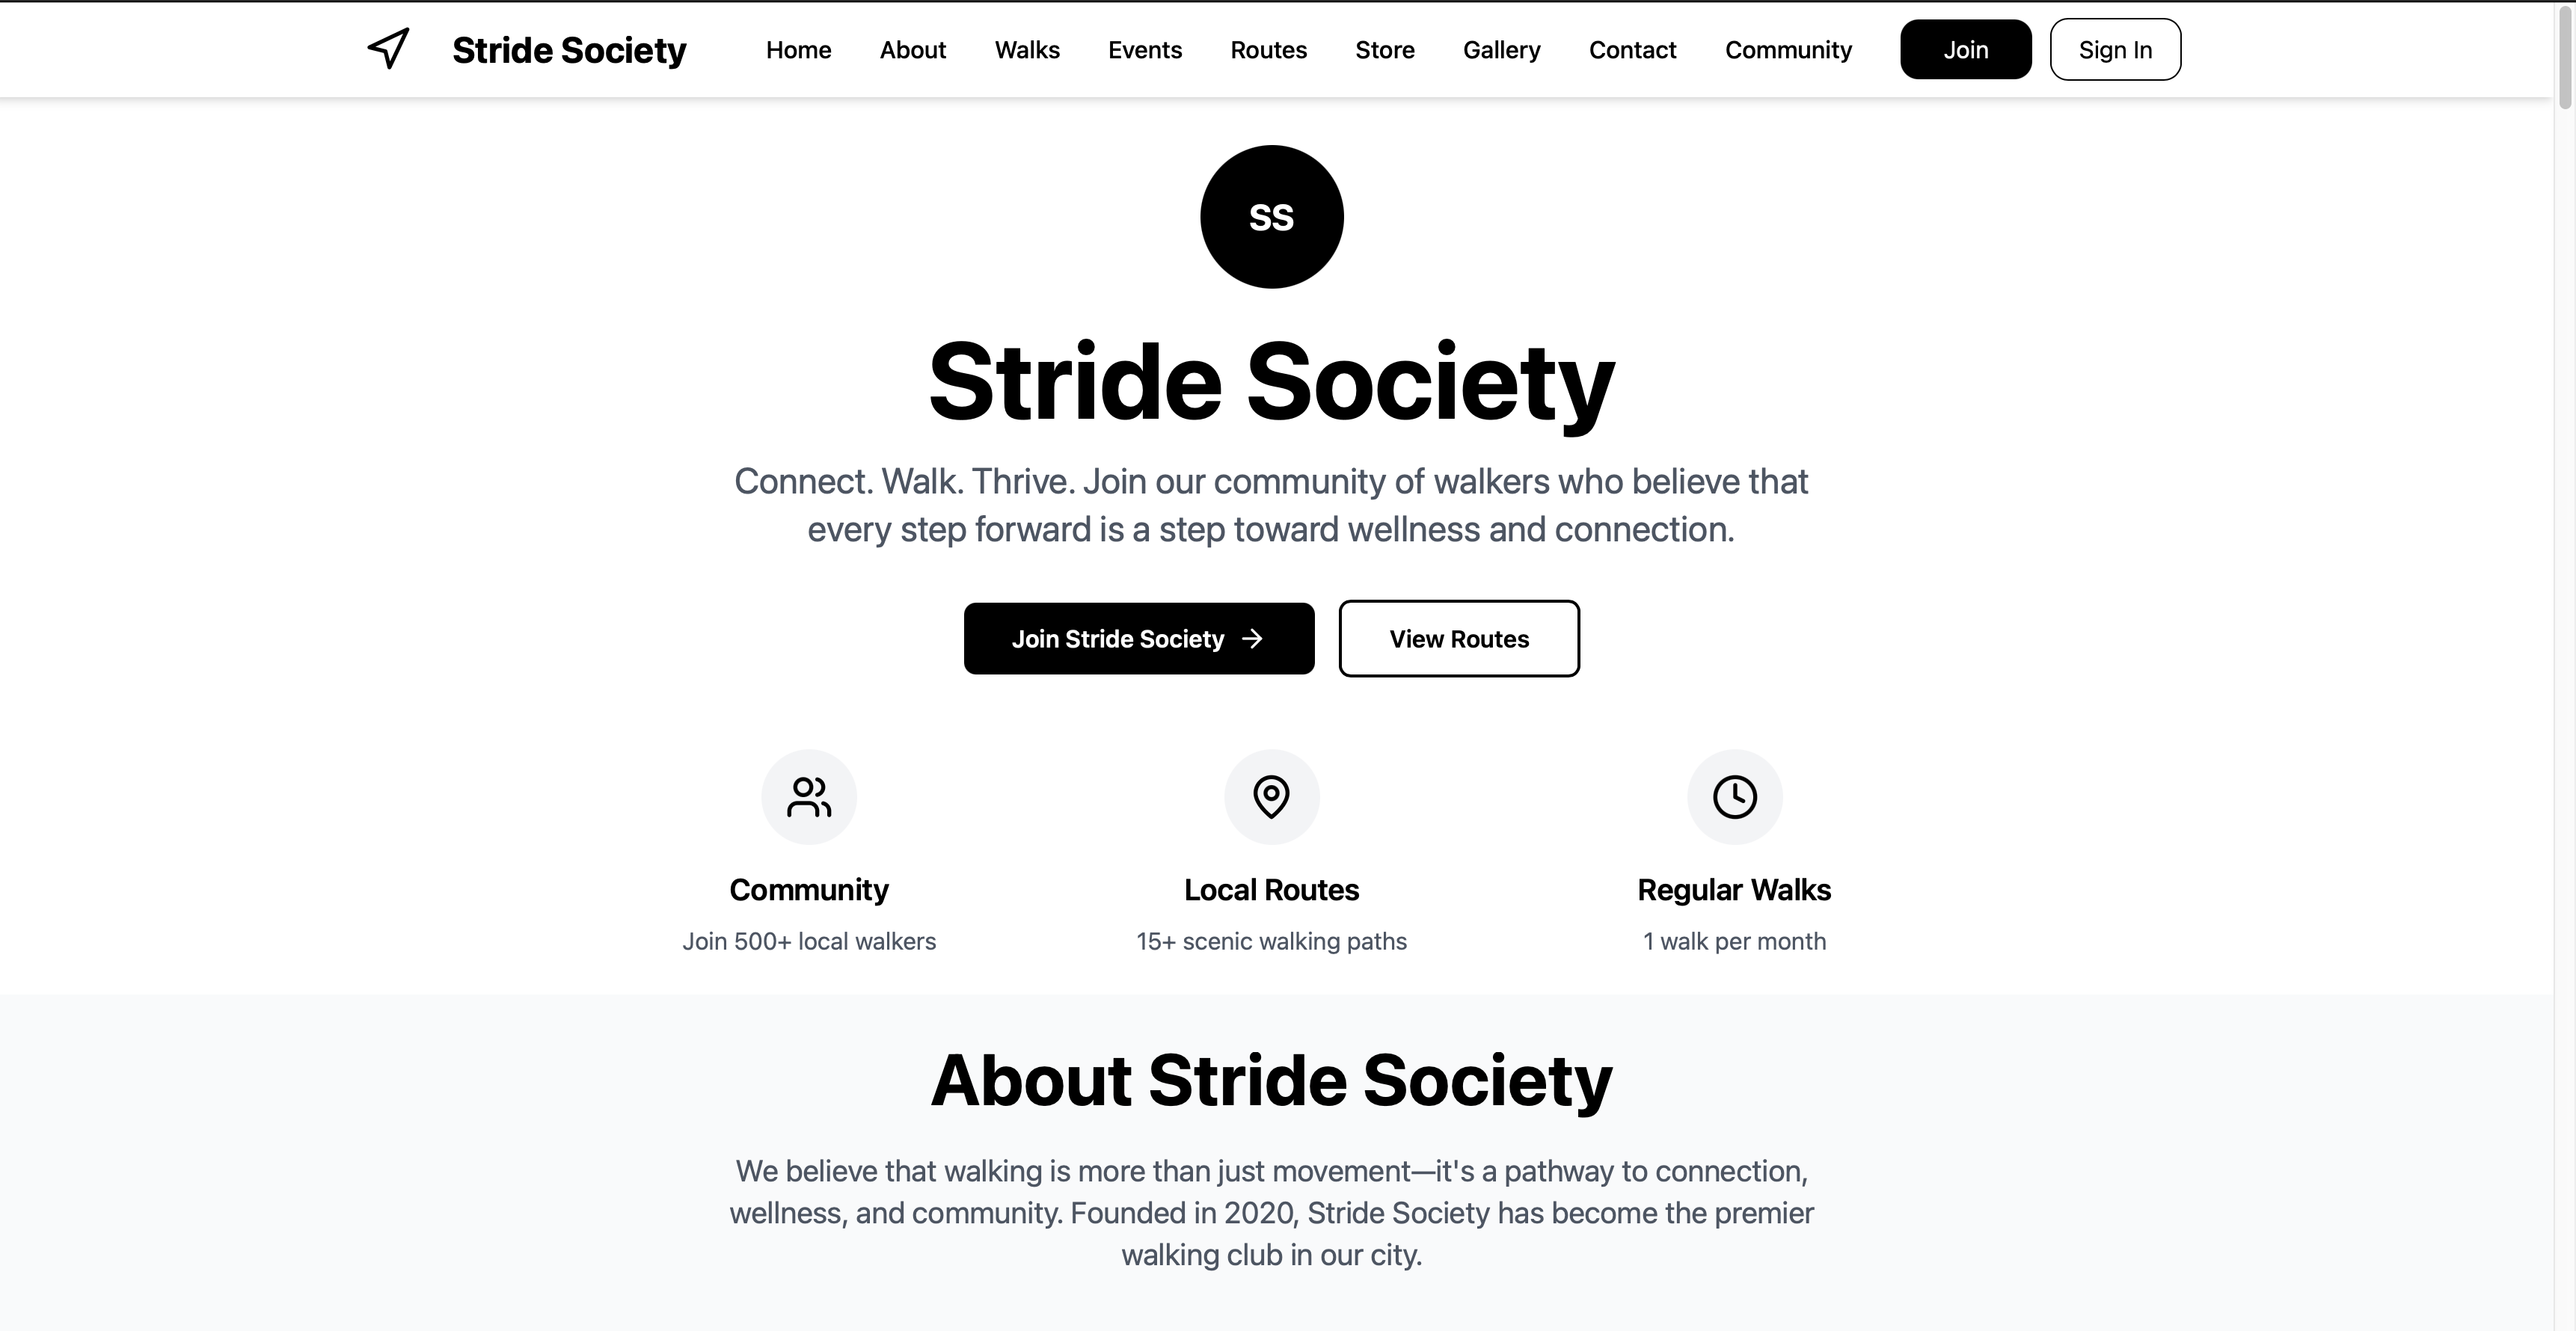 Stride Society
Home
About
Walks
Events
Routes
Store
Gallery
Contact
Community
Join
Sign In
SS
Stride Society
Connect. Walk. Thrive. Join our community of walkers who believe that
every step forward is a step toward wellness and connection.
Join Stride Society →
View Routes
Community
Join 500+ local walkers
Local Routes
15+ scenic walking paths
Regular Walks
1 walk per month
About Stride Society
We believe that walking is more than just movement—it's a pathway to connection,
wellness, and community. Founded in 2020, Stride Society has become the premier
walking club in our city.